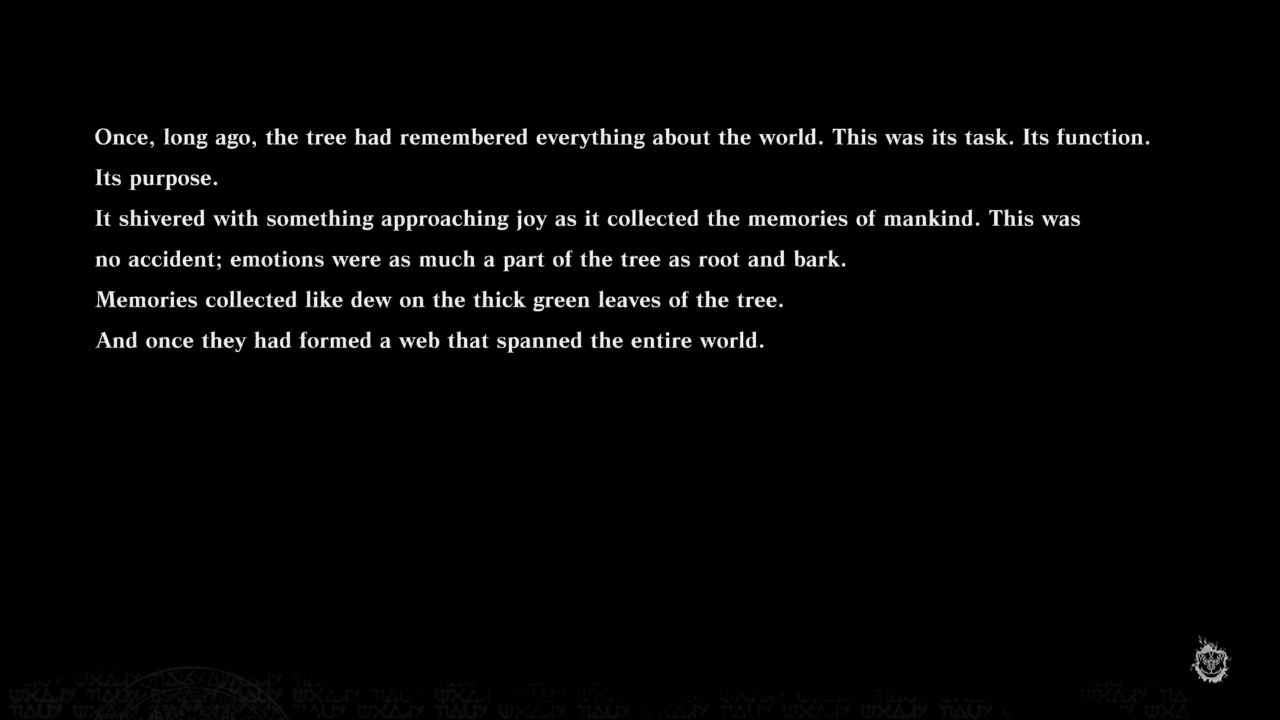 Once, long ago, the tree had remembered everything about the world. This was its task. Its function.
Its purpose.
It shivered with something approaching joy as it collected the memories of mankind. This was
no accident; emotions were as much a part of the tree as root and bark.
Memories collected like dew on the thick green leaves of the tree.
And once they had formed a web that spanned the entire world.